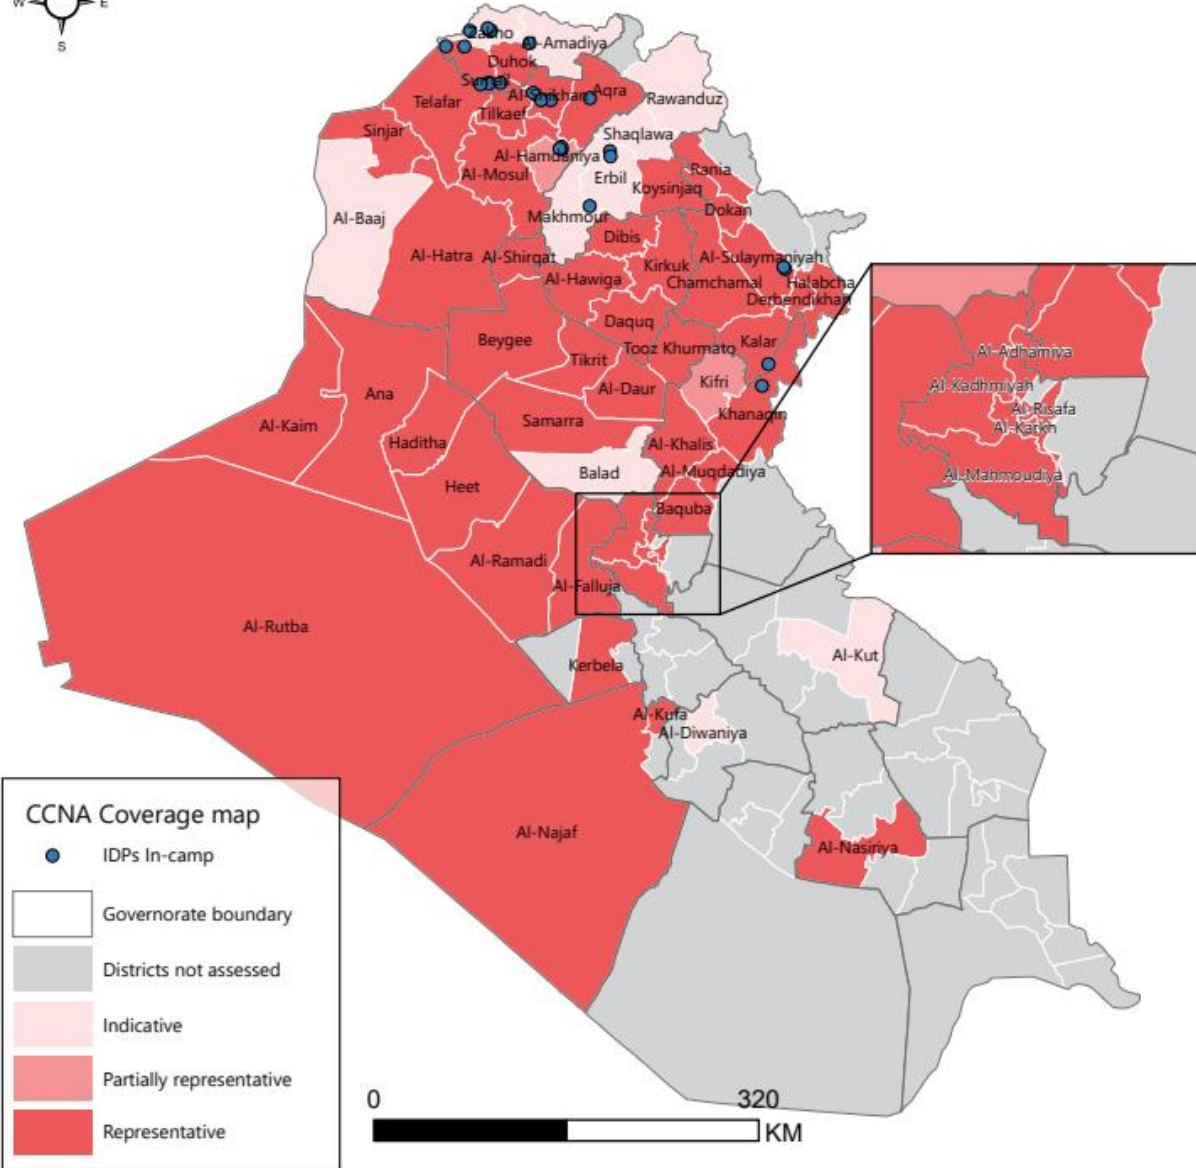 W E
S
Zakho
Al-Amadiya
Duhok
Sumail
Al-Shikhan
Aqra
Telafar
Tilkaef
Rawanduz
Sinjar
Shaqlawa
Al-Hamdaniya
Al-Mosul
Erbil
Rania
Koysinjaq
Al-Baaj
Makhmour
Dokan
Dibis
Al-Hatra
Al-Shirqat
Kirkuk
Al-Sulaymaniyah
Al-Hawiga
Chamchamal
Halabcha
Derbendikhan
Daquq
Beygee
Tooz Khurmato
Kalar
Tikrit
Ana
Al-Daur
Kifri
Al-Kaim
Samarra
Khanaqin
Haditha
Al-Khalis
Balad
Al-Muqdadiya
Heet
Baquba
Al-Ramadi
Al-Falluja
Al-Rutba
Kerbela
Al-Kut
Al-Kufa
Al-Diwaniya
Al-Najaf
Al-Nasiriya
Al-Adhamiya
Al-Kadhmiyah
Al-Risafa
Al-Karkh
Al-Mahmoudiya
CCNA Coverage map
IDPs In-camp
Governorate boundary
Districts not assessed
Indicative
Partially representative
Representative
0 320
KM